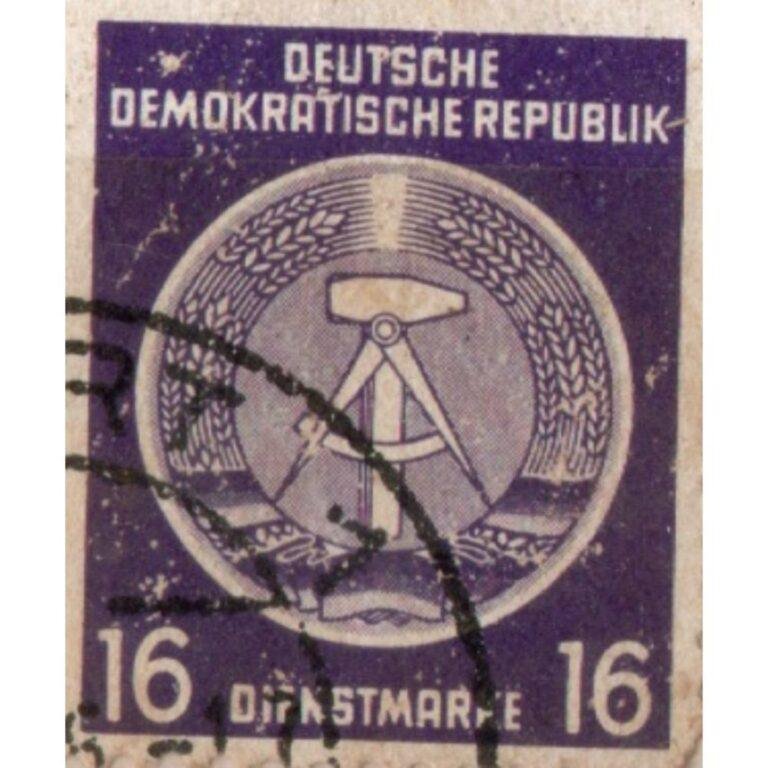 DEUTSCHE
DEMOKRATISCHE REPUBLIK
16 DIENSTMARKE 16